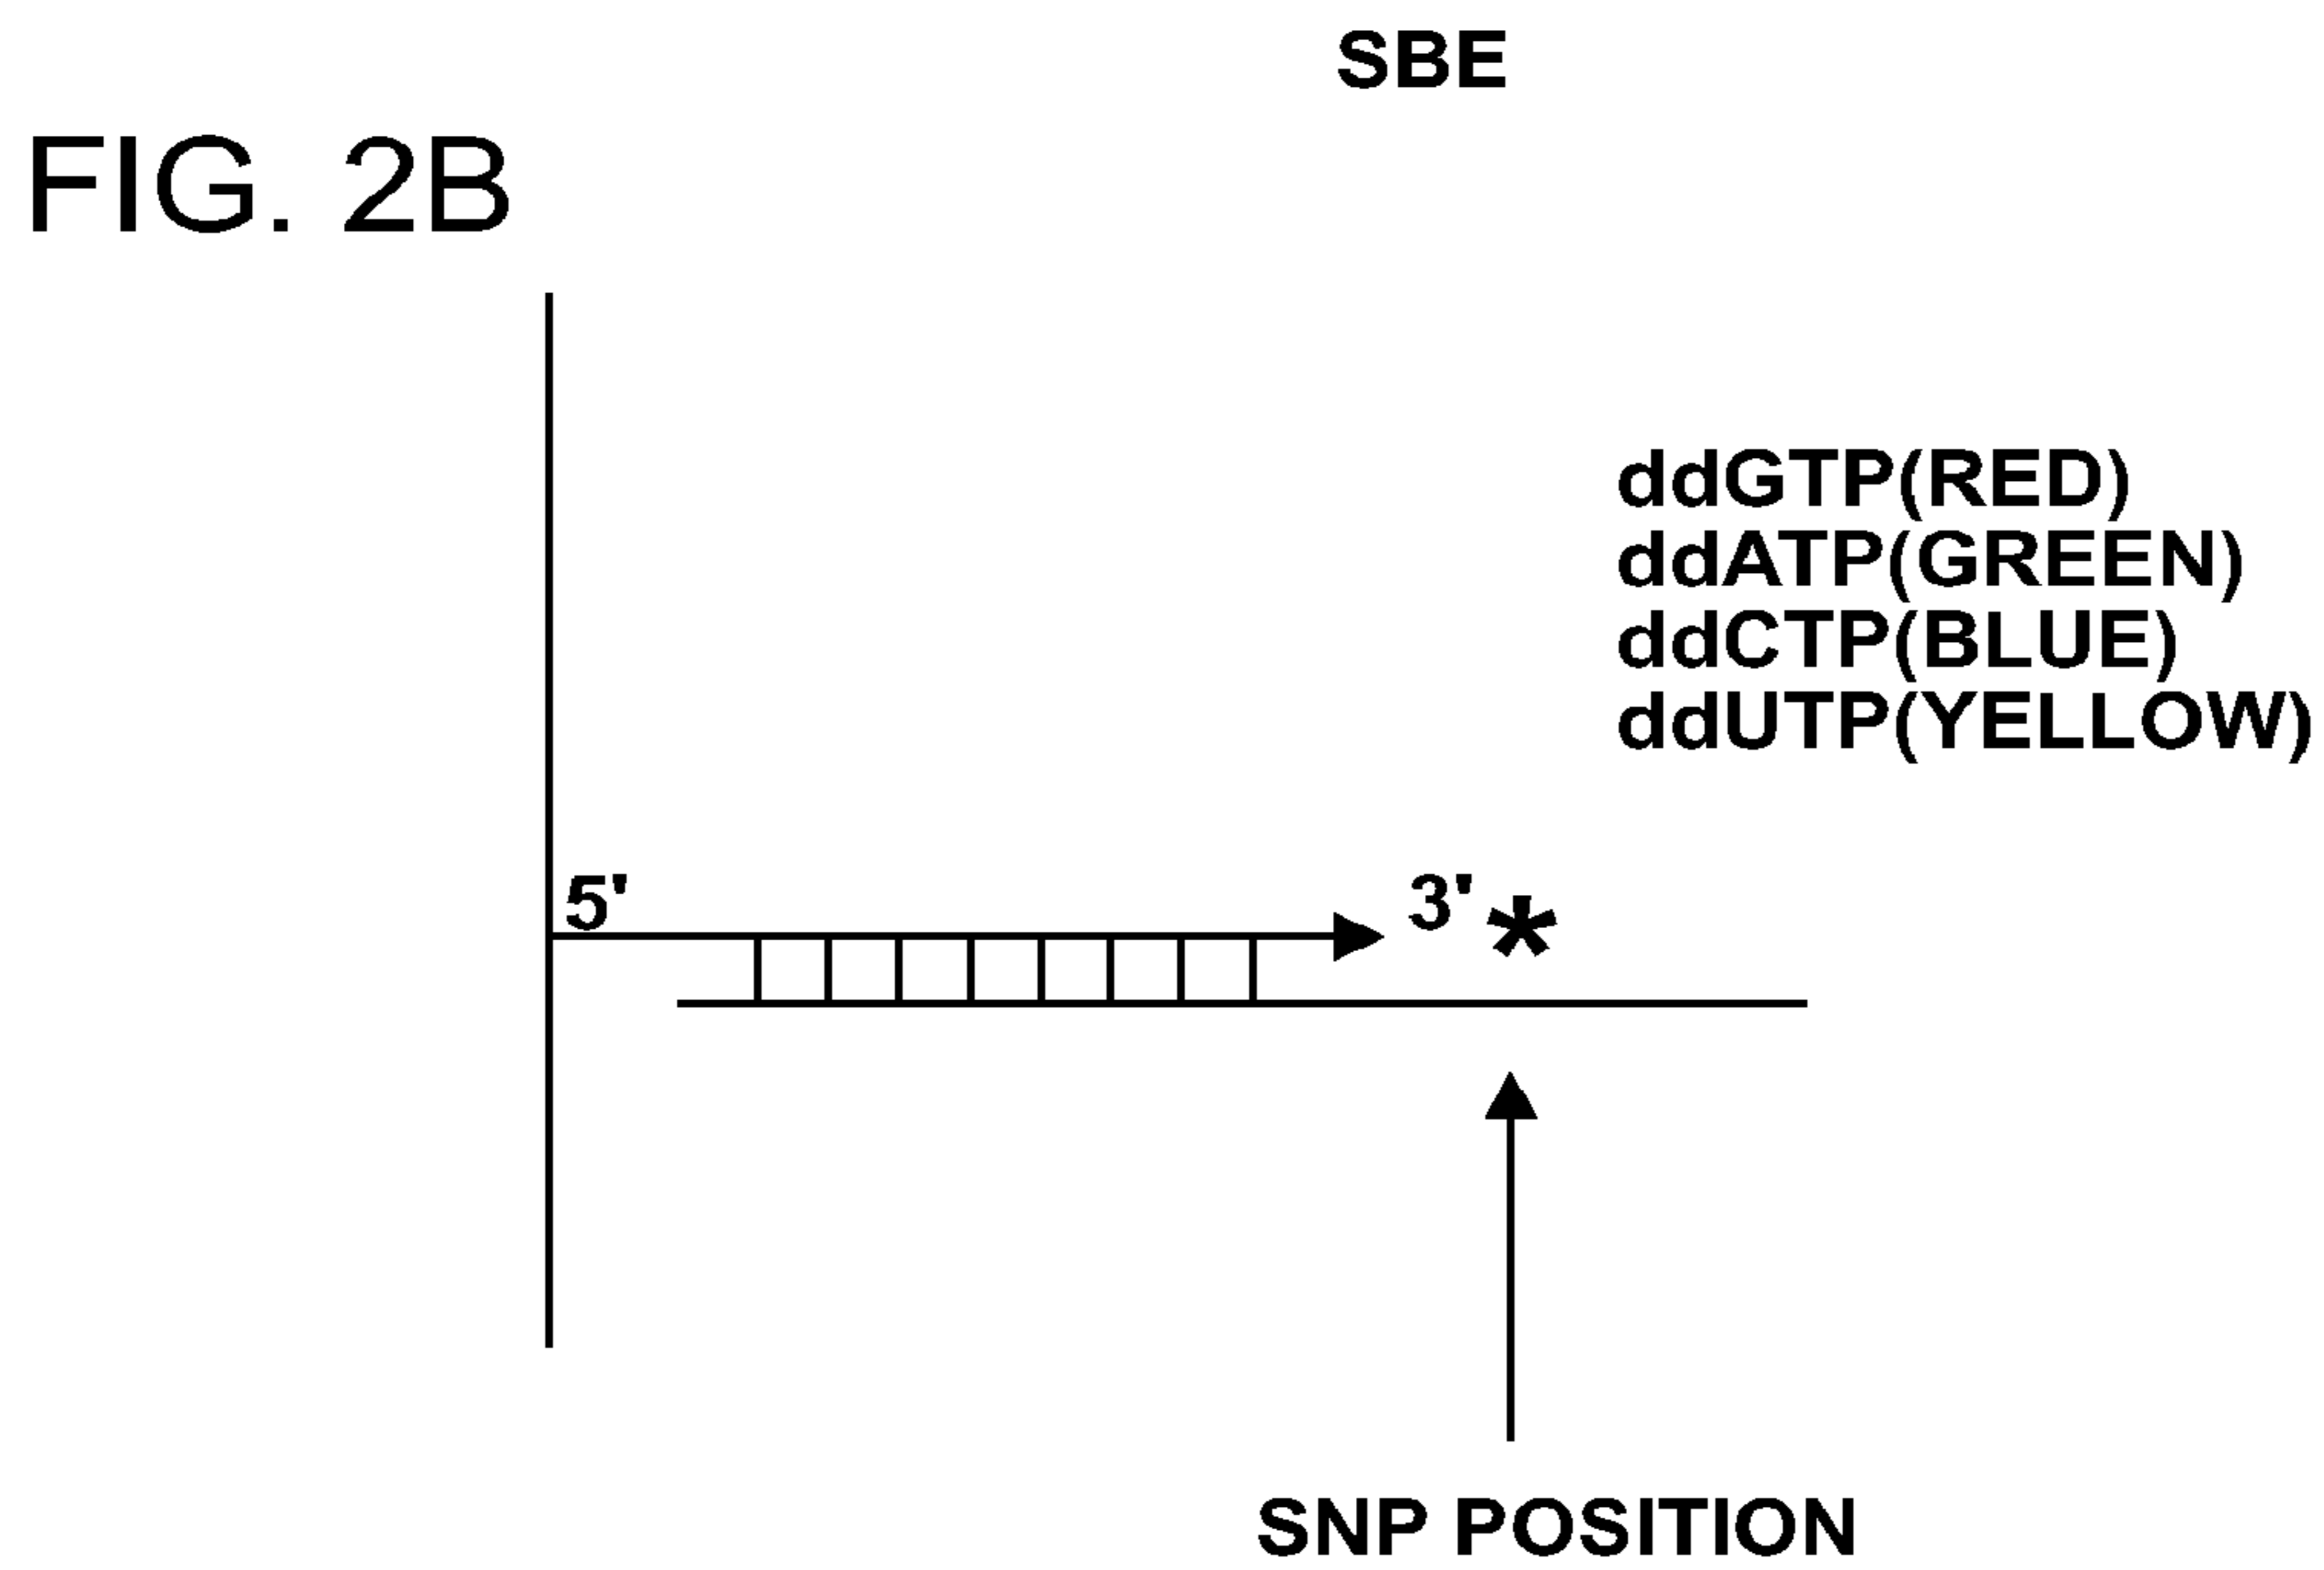 SBE
FIG. 2B
ddGTP(RED)
ddATP(GREEN)
ddCTP(BLUE)
ddUTP(YELLOW)
5' 3' *
SNP POSITION